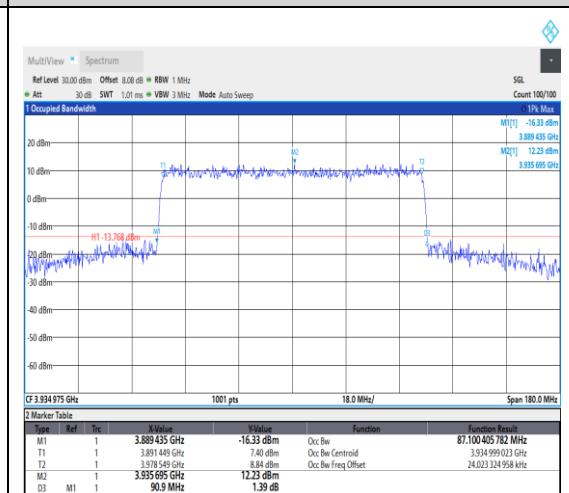 MultiView Spectrum
Ref Level 30.00 dBm Offset 8.08 dB RBW 1 MHz SGL
Att 30 dB SWT 1.01 ms VBW 3 MHz Mode Auto Sweep Count 100/100
1 Occupied Bandwidth 1Pk Max
M1[1] -16.33 dBm
3.889 435 GHz
M2[1] 12.23 dBm
3.935 695 GHz
20 dBm
M2
T1 T2
10 dBm
0 dBm
-10 dBm
H1 -13.768 dBm M1 D3
-20 dBm
-30 dBm
-40 dBm
-50 dBm
-60 dBm
CF 3.934 975 GHz 1001 pts 18.0 MHz/ Span 180.0 MHz
2 Marker Table
Type Ref Trc X-Value Y-Value Function Function Result
M1 1 3.889 435 GHz -16.33 dBm Occ Bw 87.100 405 782 MHz
T1 1 3.891 449 GHz 7.40 dBm Occ Bw Centroid 3.934 999 023 GHz
T2 1 3.978 549 GHz 8.84 dBm Occ Bw Freq Offset 24.023 324 958 kHz
M2 1 3.935 695 GHz 12.23 dBm
D3 M1 1 90.9 MHz 1.39 dB